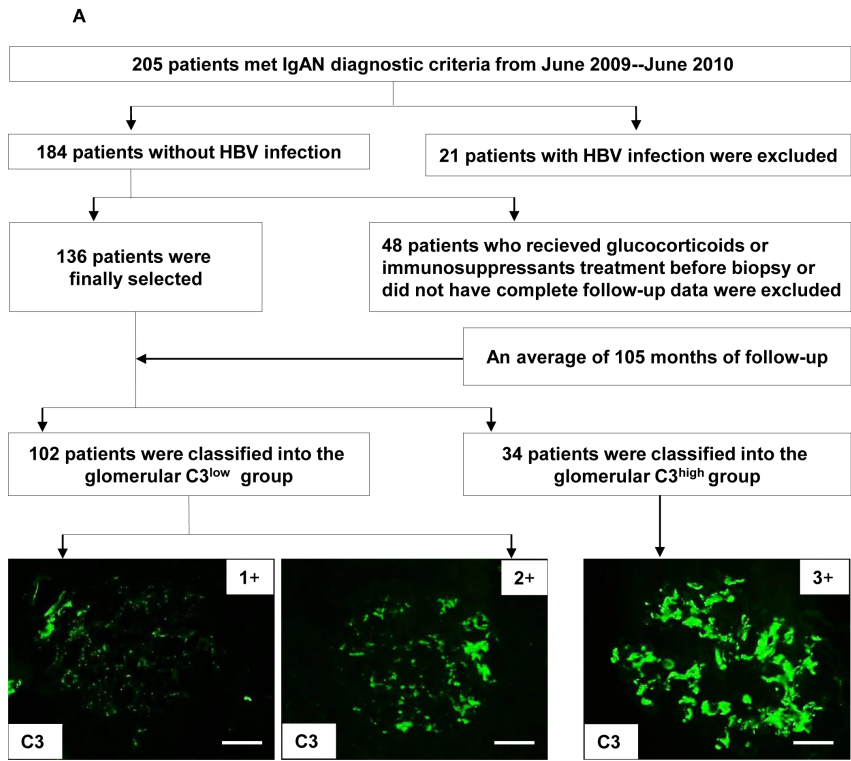 A
205 patients met IgAN diagnostic criteria from June 2009--June 2010
184 patients without HBV infection
21 patients with HBV infection were excluded
136 patients were
finally selected
48 patients who recieved glucocorticoids or
immunosuppressants treatment before biopsy or
did not have complete follow-up data were excluded
An average of 105 months of follow-up
102 patients were classified into the
glomerular C3low group
34 patients were classified into the
glomerular C3high group
1+
2+
3+
C3
C3
C3